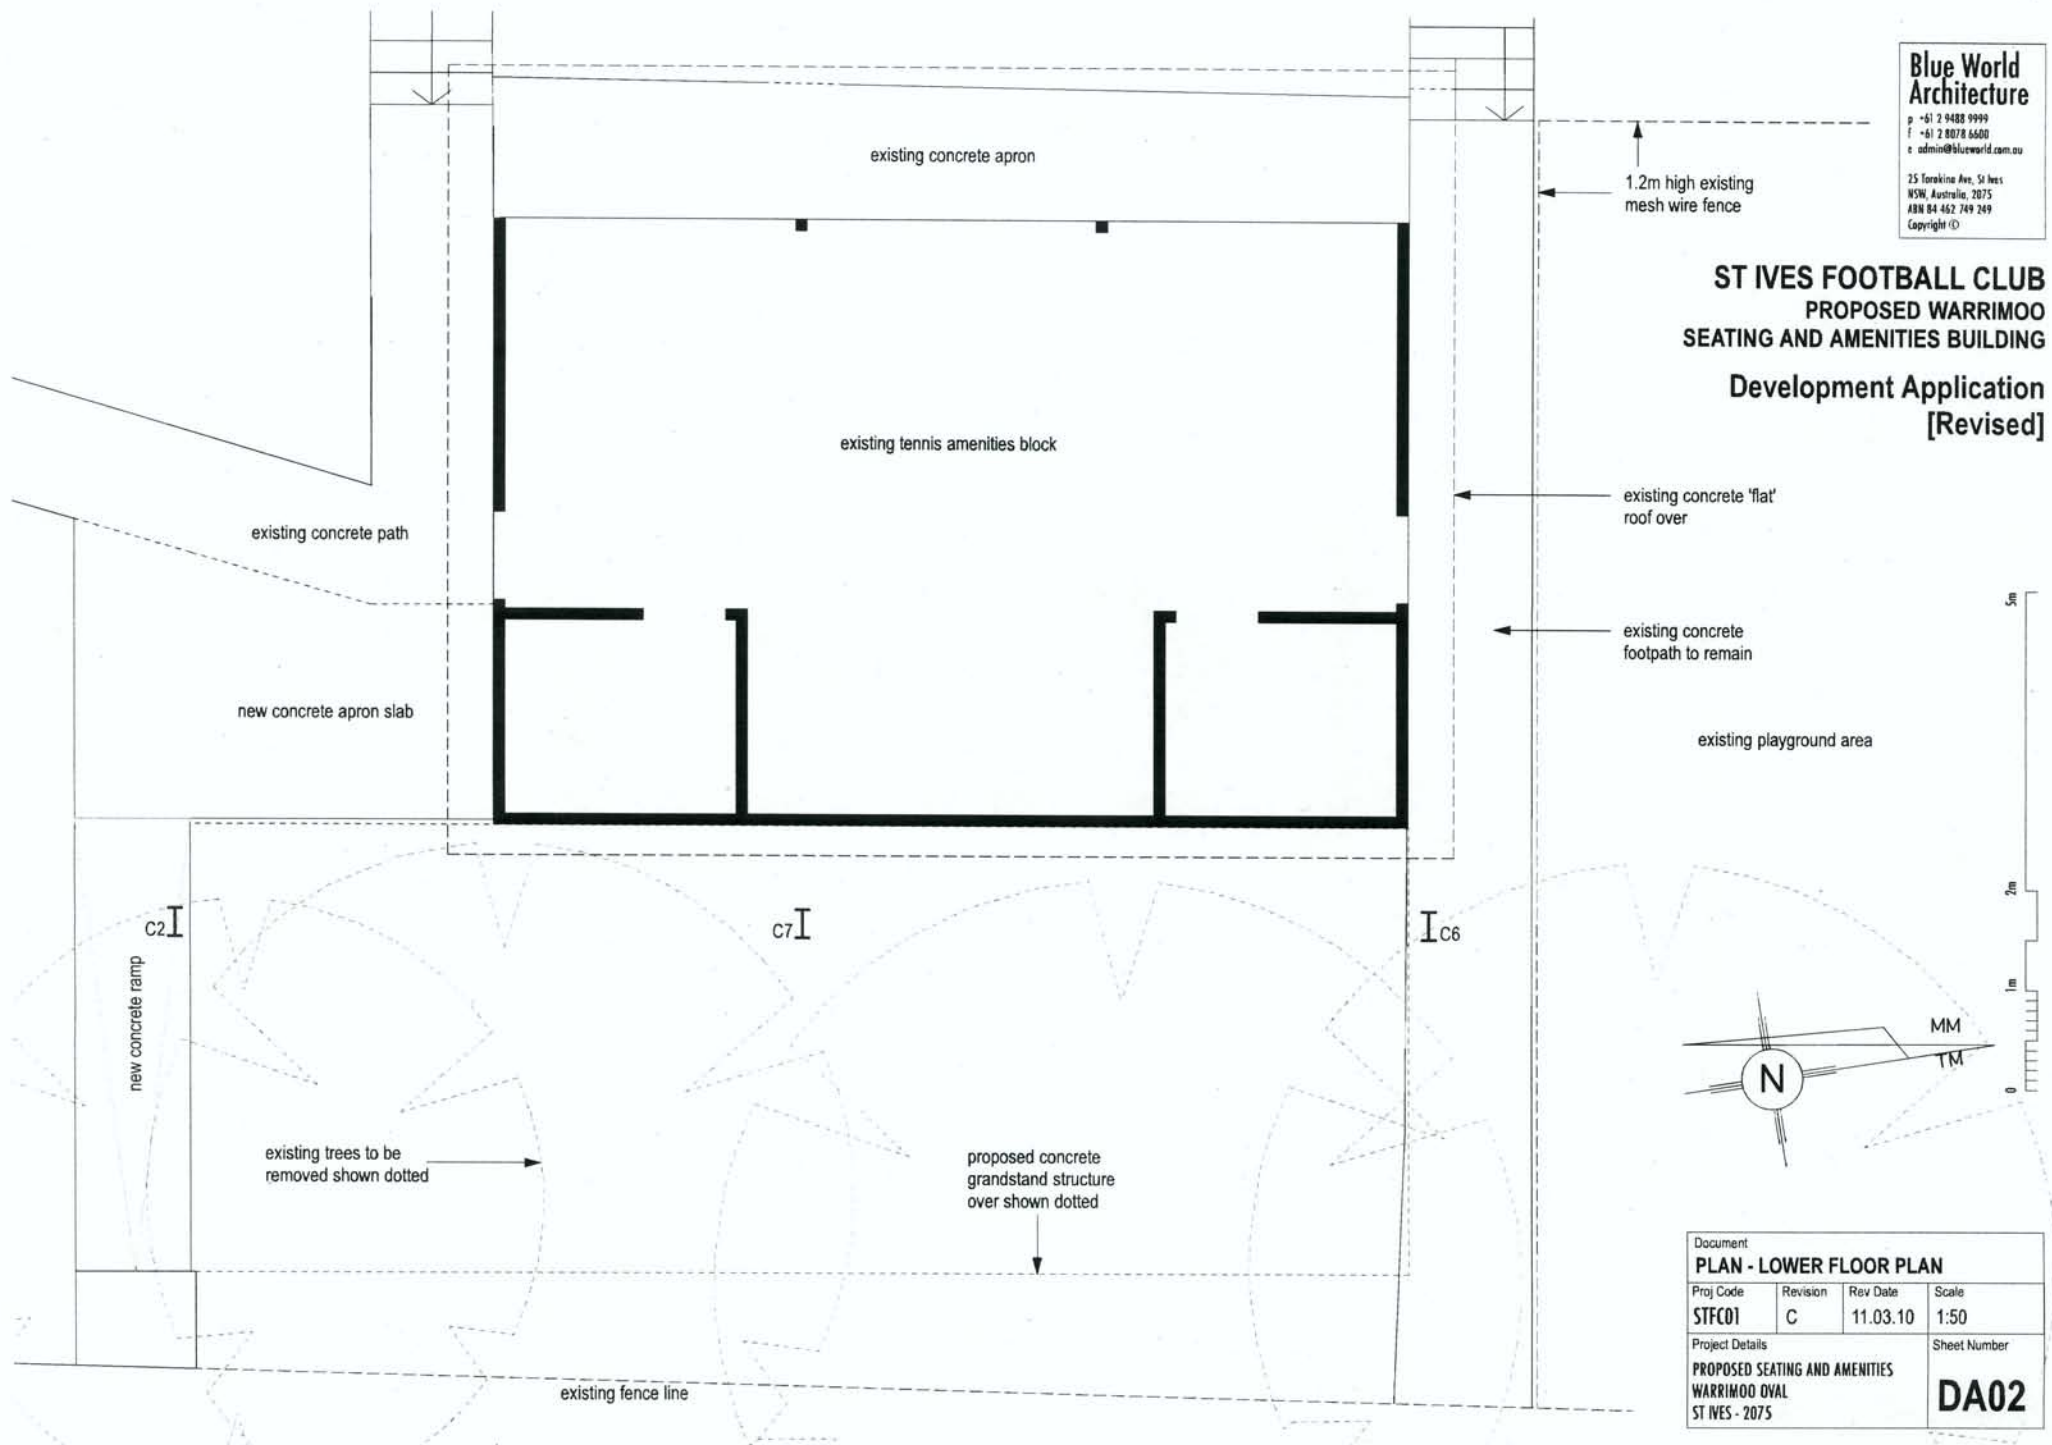 existing concrete apron
existing tennis amenities block
existing concrete path
new concrete apron slab
C2
C7
C6
new concrete ramp
existing trees to be
removed shown dotted
proposed concrete
grandstand structure
over shown dotted
existing fence line
1.2m high existing
mesh wire fence
existing concrete 'flat'
roof over
existing concrete
footpath to remain
existing playground area
Blue World
Architecture
p +61 2 9488 9999
f +61 2 8078 6600
e admin@blueworld.com.au
25 Torokina Ave, St Ives
NSW, Australia, 2075
ABN 84 462 749 249
Copyright ©
ST IVES FOOTBALL CLUB
PROPOSED WARRIMOO
SEATING AND AMENITIES BUILDING
Development Application
[Revised]
5m
2m
1m
0
MM
TM
N
Document
PLAN - LOWER FLOOR PLAN
Proj Code Revision Rev Date Scale
STFC01 C 11.03.10 1:50
Project Details Sheet Number
PROPOSED SEATING AND AMENITIES
WARRIMOO OVAL
ST IVES - 2075
DA02